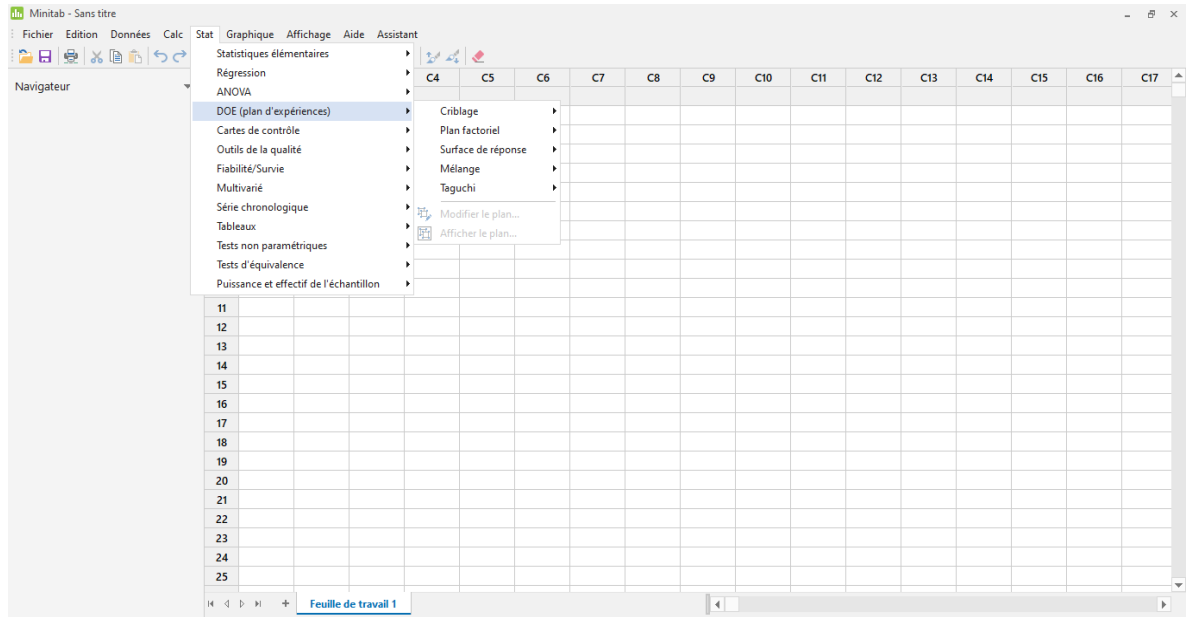 Minitab - Sans titre
Fichier Edition Données Calc Stat Graphique Affichage Aide Assistant
Navigateur
Statistiques élémentaires
Régression
ANOVA
DOE (plan d'expériences)
Cartes de contrôle
Outils de la qualité
Fiabilité/Survie
Multivarié
Série chronologique
Tableaux
Tests non paramétriques
Tests d'équivalence
Puissance et effectif de l'échantillon
Criblage
Plan factoriel
Surface de réponse
Mélange
Taguchi
Modifier le plan...
Afficher le plan...
C4 C5 C6 C7 C8 C9 C10 C11 C12 C13 C14 C15 C16 C17
11
12
13
14
15
16
17
18
19
20
21
22
23
24
25
Feuille de travail 1